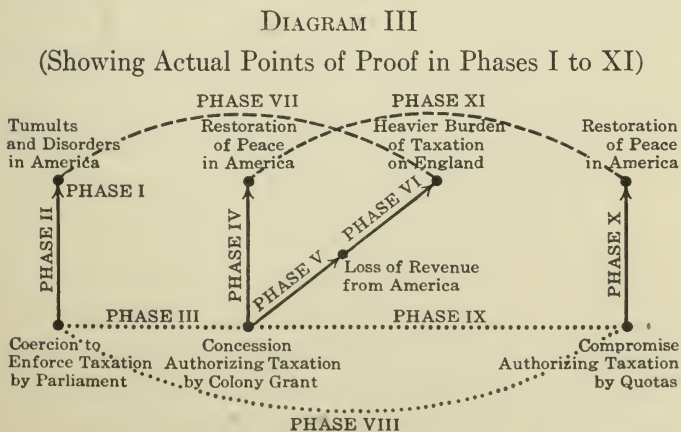 DIAGRAM III
(Showing Actual Points of Proof in Phases I to XI)
PHASE VII
PHASE XI
Tumults
and Disorders
in America
Restoration
of Peace
in America
Heavier Burden
of Taxation
on England
Restoration
of Peace
in America
PHASE I
PHASE II
PHASE IV
PHASE V
PHASE VI
PHASE X
Loss of Revenue
from America
PHASE III
PHASE IX
Coercion to
Enforce Taxation
by Parliament
Concession
Authorizing Taxation
by Colony Grant
Compromise
Authorizing Taxation
by Quotas
PHASE VIII